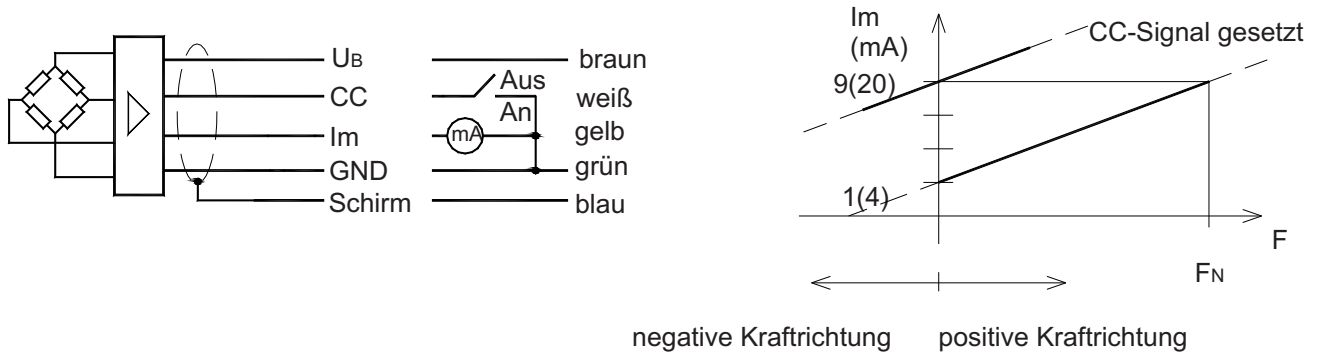 UB braun
CC Aus weiß
An
Im mA gelb
GND grün
Schirm blau
Im
(mA)
CC-Signal gesetzt
9(20)
1(4)
F
FN
negative Kraftrichtung positive Kraftrichtung